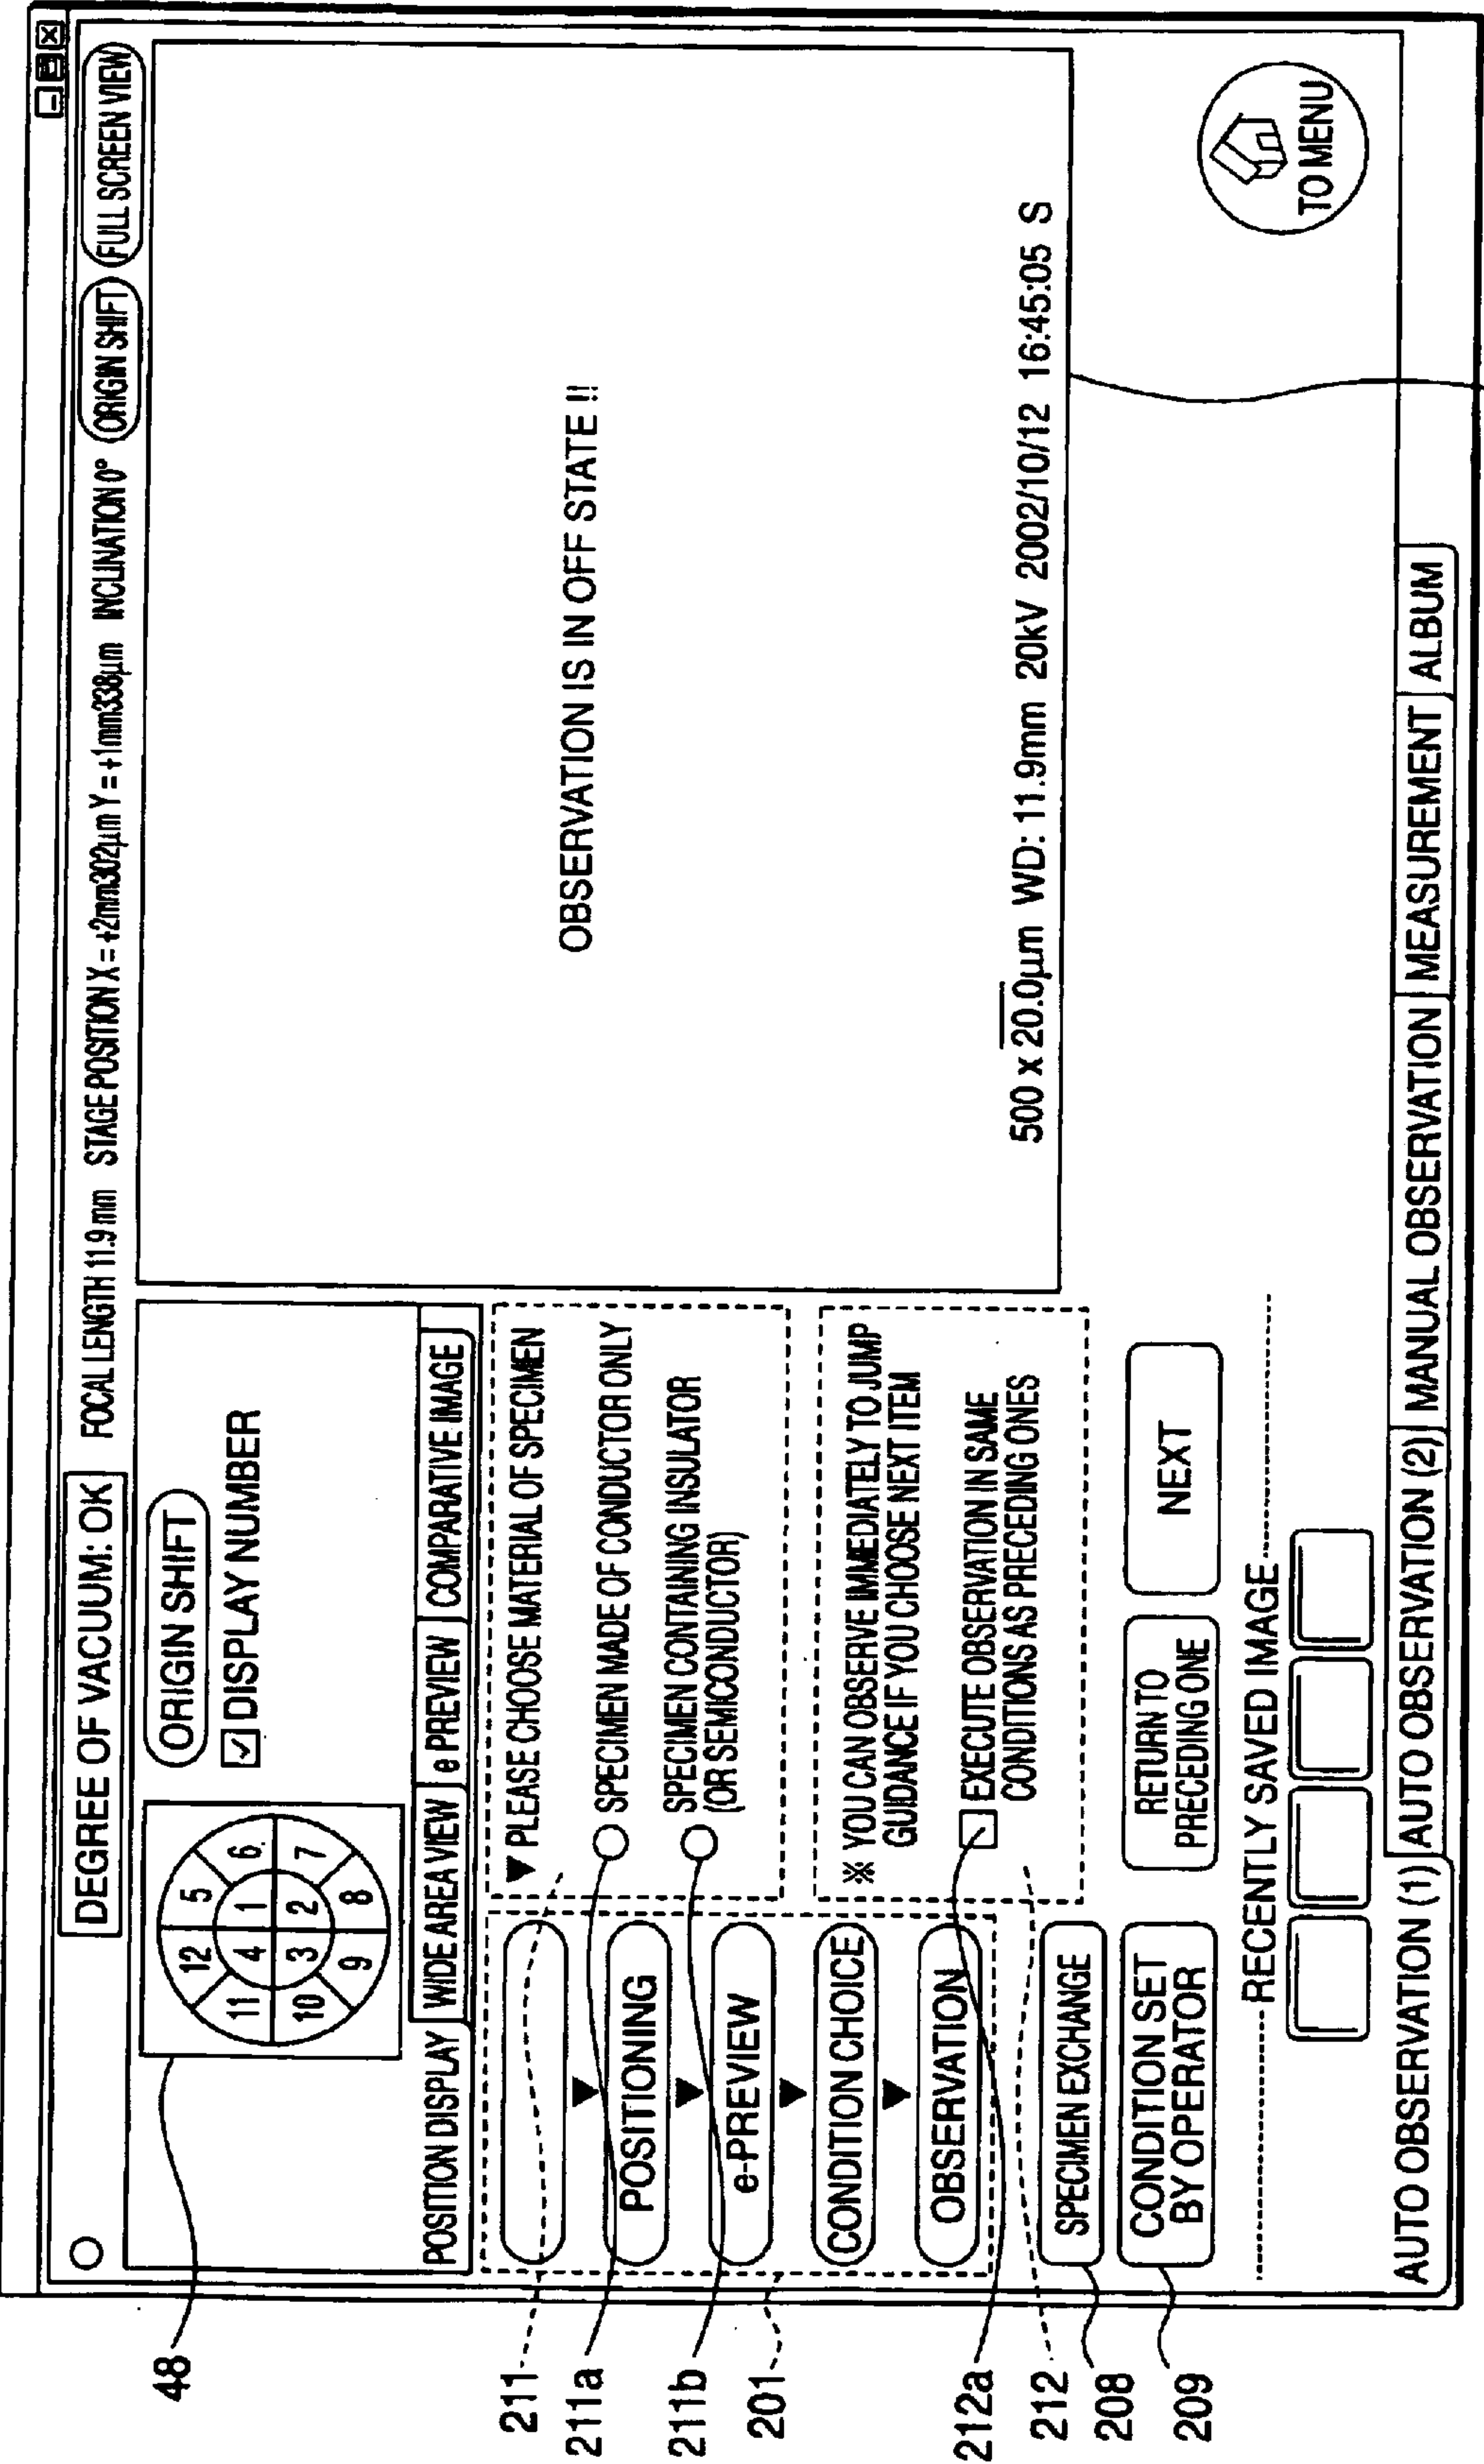 DEGREE OF VACUUM: OK FOCAL LENGTH 11.9mm STAGE POSITION X=+2mm302µm Y=+1mm338µm INCLINATION 0° ORIGIN SHIFT FULL SCREEN VIEW
48
ORIGIN SHIFT
DISPLAY NUMBER
1
2
3
4
5
6
7
8
9
10
11
12
POSITION DISPLAY WIDE AREA VIEW e PREVIEW COMPARATIVE IMAGE
OBSERVATION IS IN OFF STATE !!
500 x 20.0µm WD: 11.9mm 20kV 2002/10/12 16:45:05 S
211
211a
211b
201
212a
212
208
209
POSITIONING
e-PREVIEW
CONDITION CHOICE
OBSERVATION
▼ PLEASE CHOOSE MATERIAL OF SPECIMEN
SPECIMEN MADE OF CONDUCTOR ONLY
SPECIMEN CONTAINING INSULATOR
(OR SEMICONDUCTOR)
※ YOU CAN OBSERVE IMMEDIATELY TO JUMP
GUIDANCE IF YOU CHOOSE NEXT ITEM
EXECUTE OBSERVATION IN SAME
CONDITIONS AS PRECEDING ONES
SPECIMEN EXCHANGE
CONDITION SET
BY OPERATOR
RETURN TO
PRECEDING ONE
NEXT
RECENTLY SAVED IMAGE
TO MENU
AUTO OBSERVATION (1) AUTO OBSERVATION (2) MANUAL OBSERVATION MEASUREMENT ALBUM